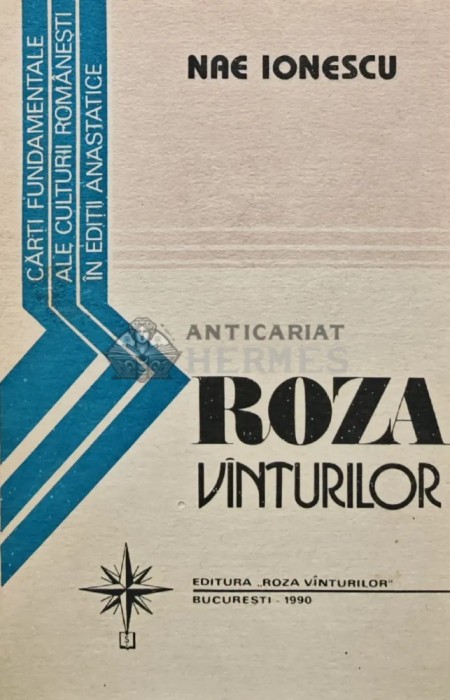 NAE IONESCU
CĂRȚI FUNDAMENTALE
ALE CULTURII ROMÂNEȘTI
ÎN EDIȚII ANASTATICE
ANTICARIAT
HERMES
ROZA
VÎNTURILOR
EDITURA „ROZA VÎNTURILOR"
BUCUREȘTI - 1990